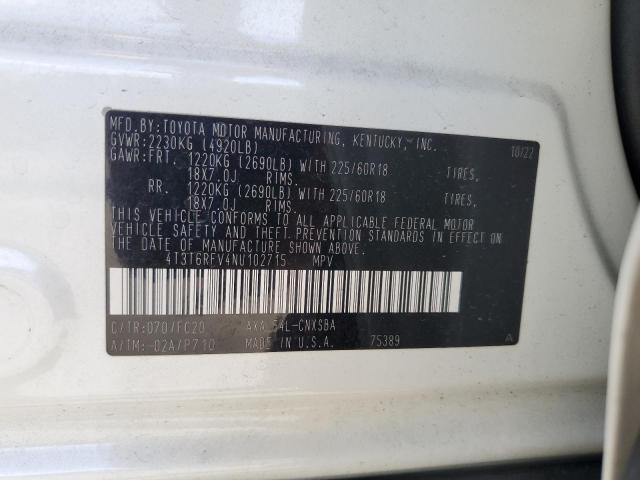 MFD.BY:TOYOTA MOTOR MANUFACTURING, KENTUCKY, INC.
GVWR:2230KG (4920LB) 10/22
GAWR:FRT. 1220KG (2690LB) WITH 225/60R18 TIRES,
18X7.0J RIMS.
RR. 1220KG (2690LB) WITH 225/60R18 TIRES,
18X7.0J RIMS.
THIS VEHICLE CONFORMS TO ALL APPLICABLE FEDERAL MOTOR
VEHICLE SAFETY AND THEFT PREVENTION STANDARDS IN EFFECT ON
THE DATE OF MANUFACTURE SHOWN ABOVE.
4T3T6RFV4NU102715 MPV
C/TR:070/FC20 AXAL54L-CNXSBA
A/TM:-02A/P710 MADE IN U.S.A. 75389 A